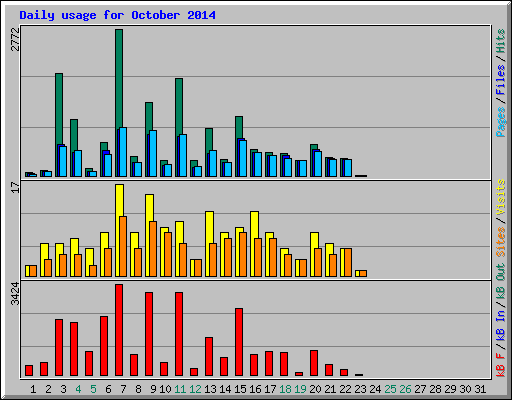 Daily usage for October 2014
2772
17
3424
Pages / Files / Hits
Sites / Visits
kB F / kB In / kB Out
1 2 3 4 5 6 7 8 9 10 11 12 13 14 15 16 17 18 19 20 21 22 23 24 25 26 27 28 29 30 31